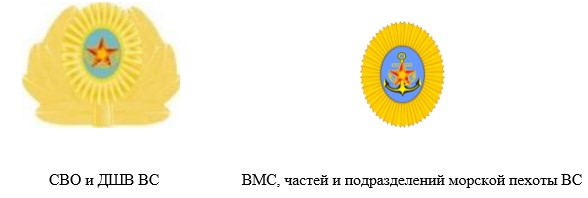 СВО и ДШВ ВС
ВМС, частей и подразделений морской пехоты ВС